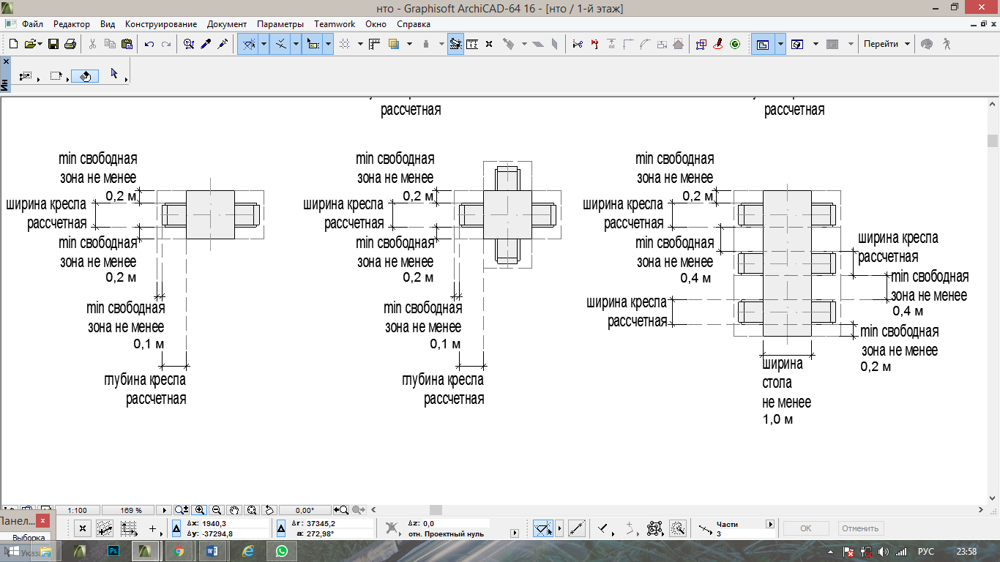 нто - Graphisoft ArchiCAD-64 16 - [нто / 1-й этаж]
Файл Редактор Вид Конструирование Документ Параметры Teamwork Окно Справка
Перейти
Ин
рассчетная
рассчетная
min свободная
зона не менее
0,2 м
ширина кресла
рассчетная
min свободная
зона не менее
0,2 м
min свободная
зона не менее
0,1 м
глубина кресла
рассчетная
min свободная
зона не менее
0,2 м
ширина кресла
рассчетная
min свободная
зона не менее
0,2 м
min свободная
зона не менее
0,1 м
глубина кресла
рассчетная
min свободная
зона не менее
0,2 м
ширина кресла
рассчетная
min свободная
зона не менее
0,4 м
ширина кресла
рассчетная
ширина кресла
рассчетная
min свободная
зона не менее
0,4 м
min свободная
зона не менее
0,2 м
ширина
стола
не менее
1,0 м
1:100 169 % 0,00°
Панел...
Выборка
Указа
Δx: 1940,3
Δy: -37294,8
Δr: 37345,2
a: 272,98°
Δz: 0,0
отн. Проектный нуль
Части
3
ОК Отменить
Ps
РУС 23:58